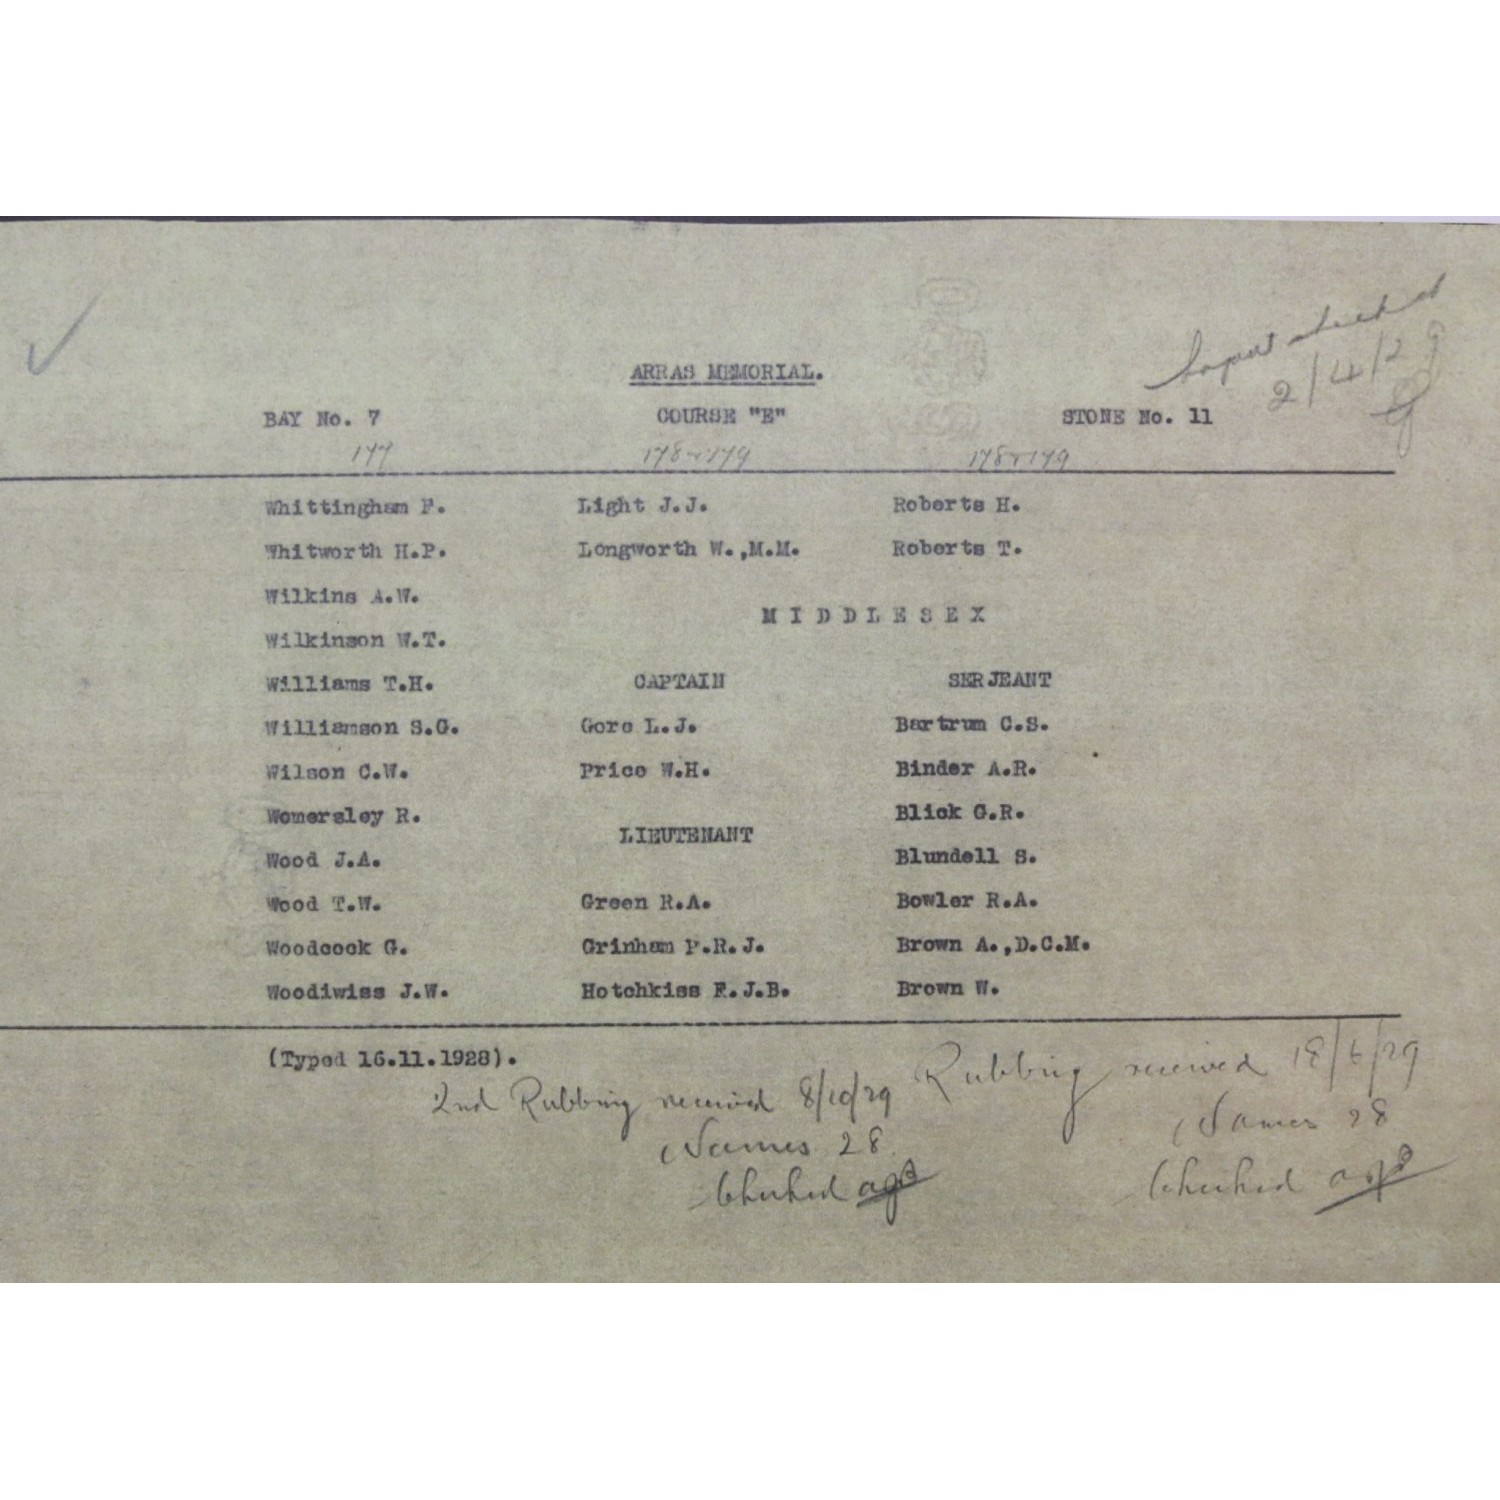 ARRAS MEMORIAL.
2/4/29
BAY No. 7 COURSE "E" STONE No. 11
177 178 & 179 178 & 179
Whittingham F. Light J.J. Roberts H.
Whitworth H.P. Longworth W.,M.M. Roberts T.
Wilkins A.W.
MIDDLESEX
Wilkinson W.T.
Williams T.H. CAPTAIN SERJEANT
Williamson S.G. Gore L.J. Bartrum C.S.
Wilson C.W. Price W.H. Binder A.R.
Womersley R. Blick G.R.
LIEUTENANT
Wood J.A. Blundell S.
Wood T.W. Green R.A. Bowler R.A.
Woodcock G. Grinham P.R.J. Brown A.,D.C.M.
Woodiwiss J.W. Hotchkiss F.J.B. Brown W.
(Typed 16.11.1928).
2nd Rubbing received 8/10/29 Rubbing received 18/6/29
Names 28 Names 28
Checked Checked